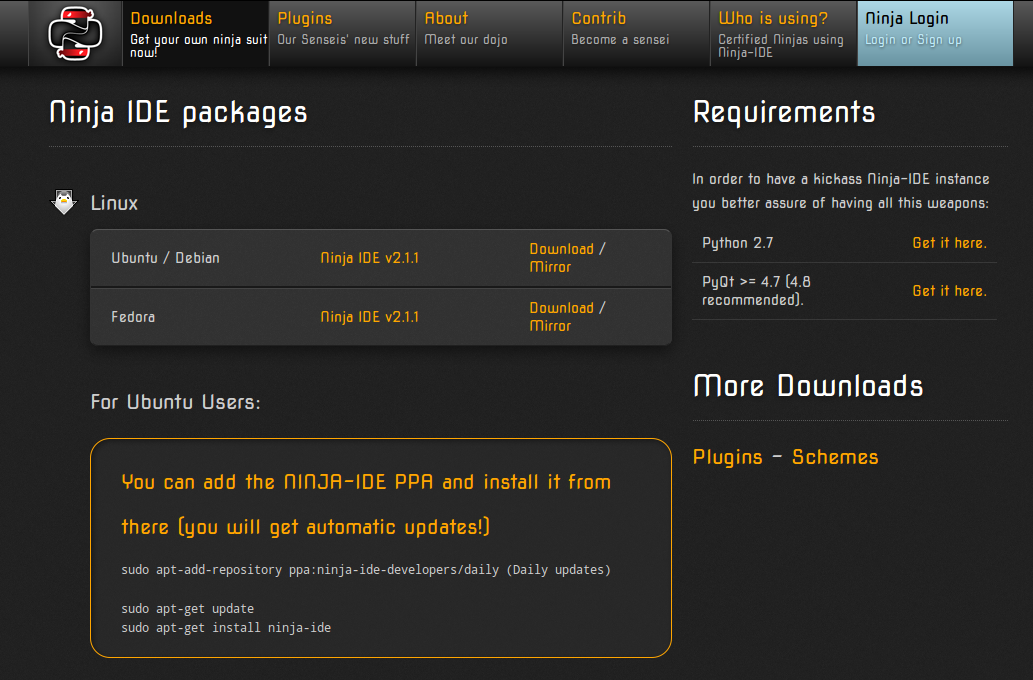 Downloads
Get your own ninja suit
now!
Plugins
Our Senseis' new stuff
About
Meet our dojo
Contrib
Become a sensei
Who is using?
Certified Ninjas using
Ninja-IDE
Ninja Login
Login or Sign up
Ninja IDE packages
Linux
Ubuntu / Debian
Ninja IDE v2.1.1
Download /
Mirror
Fedora
Ninja IDE v2.1.1
Download /
Mirror
For Ubuntu Users:
You can add the NINJA-IDE PPA and install it from
there (you will get automatic updates!)
sudo apt-add-repository ppa:ninja-ide-developers/daily (Daily updates)
sudo apt-get update
sudo apt-get install ninja-ide
Requirements
In order to have a kickass Ninja-IDE instance
you better assure of having all this weapons:
Python 2.7
Get it here.
PyQt >= 4.7 (4.8
recommended).
Get it here.
More Downloads
Plugins - Schemes